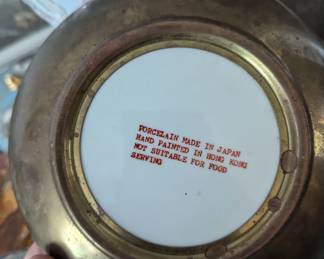 PORCELAIN MADE IN JAPAN
HAND PAINTED IN HONG KONG
NOT SUITABLE FOR FOOD
SERVING